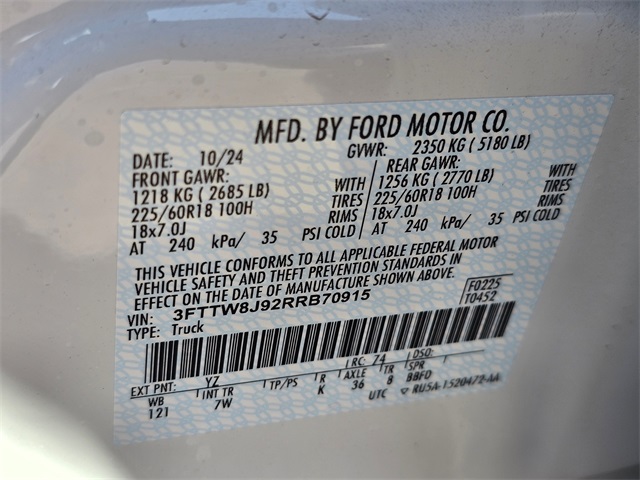 MFD. BY FORD MOTOR CO.
DATE: 10/24 GVWR: 2350 KG ( 5180 LB)
FRONT GAWR: REAR GAWR:
1218 KG ( 2685 LB) WITH 1256 KG ( 2770 LB) WITH
225/60R18 100H TIRES 225/60R18 100H TIRES
18x7.0J RIMS 18x7.0J RIMS
AT 240 kPa/ 35 PSI COLD AT 240 kPa/ 35 PSI COLD
THIS VEHICLE CONFORMS TO ALL APPLICABLE FEDERAL MOTOR
VEHICLE SAFETY AND THEFT PREVENTION STANDARDS IN
EFFECT ON THE DATE OF MANUFACTURE SHOWN ABOVE.
VIN: 3FTTW8J92RRB70915 F0225
TYPE: Truck T0452
EXT PNT: YZ RC: 74 DSO:
WB INT TR TP/PS R AXLE TR SPR
121 7W K 36 8 BBFD
UTC RU5A-1520472-AA